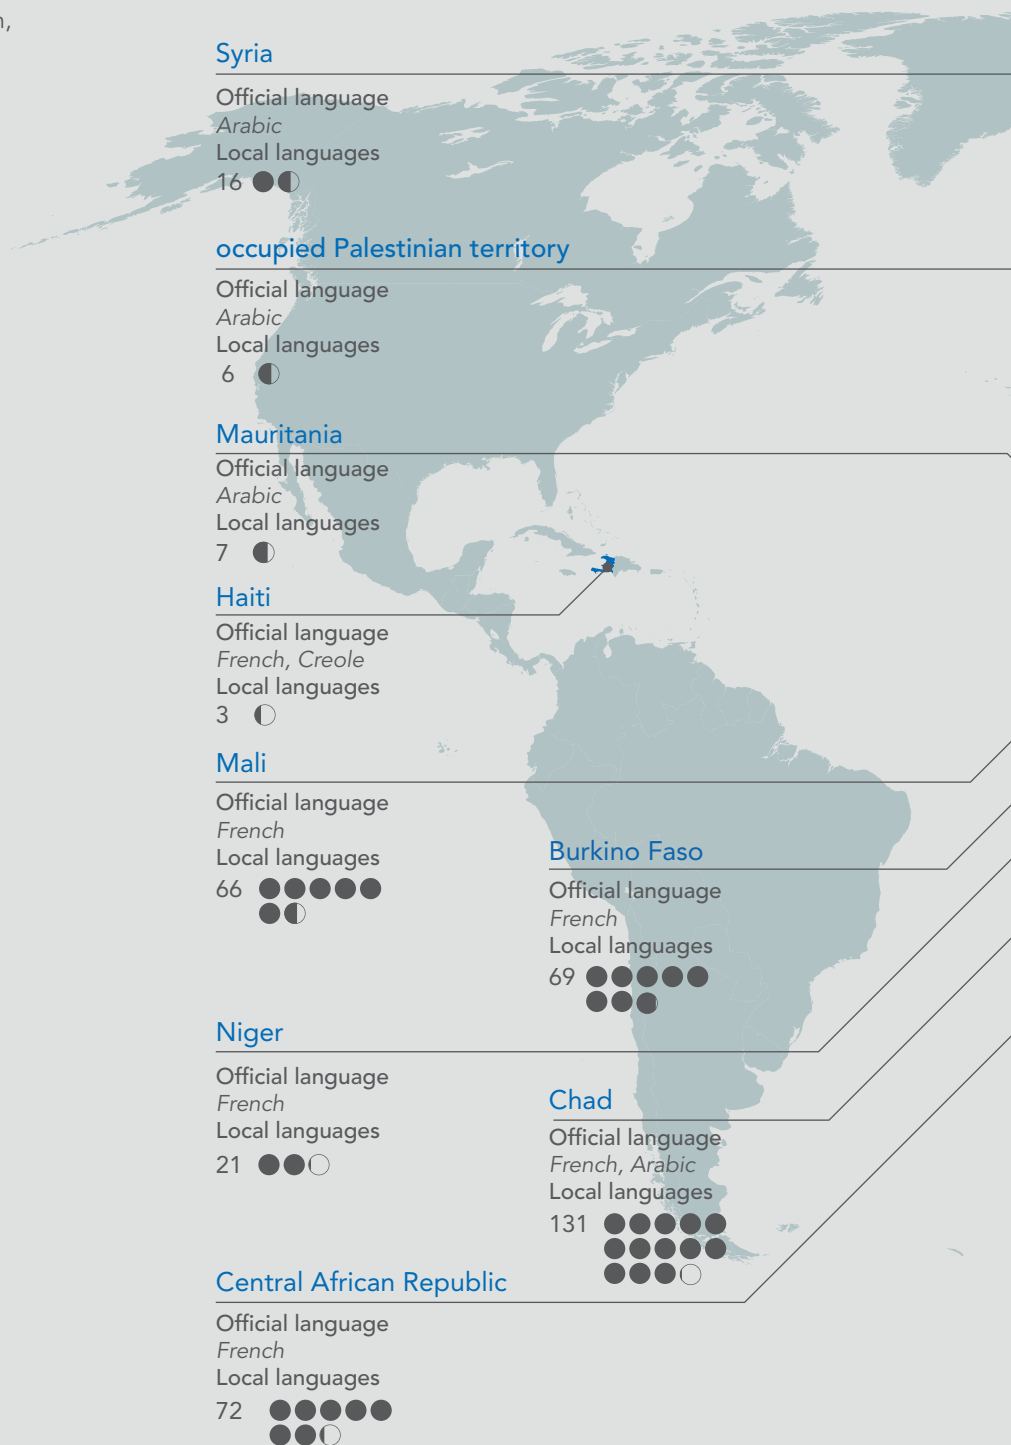 n,
Syria
Official language
Arabic
Local languages
16
occupied Palestinian territory
Official language
Arabic
Local languages
6
Mauritania
Official language
Arabic
Local languages
7
Haiti
Official language
French, Creole
Local languages
3
Mali
Official language
French
Local languages
66
Burkino Faso
Official language
French
Local languages
69
Niger
Official language
French
Local languages
21
Chad
Official language
French, Arabic
Local languages
131
Central African Republic
Official language
French
Local languages
72